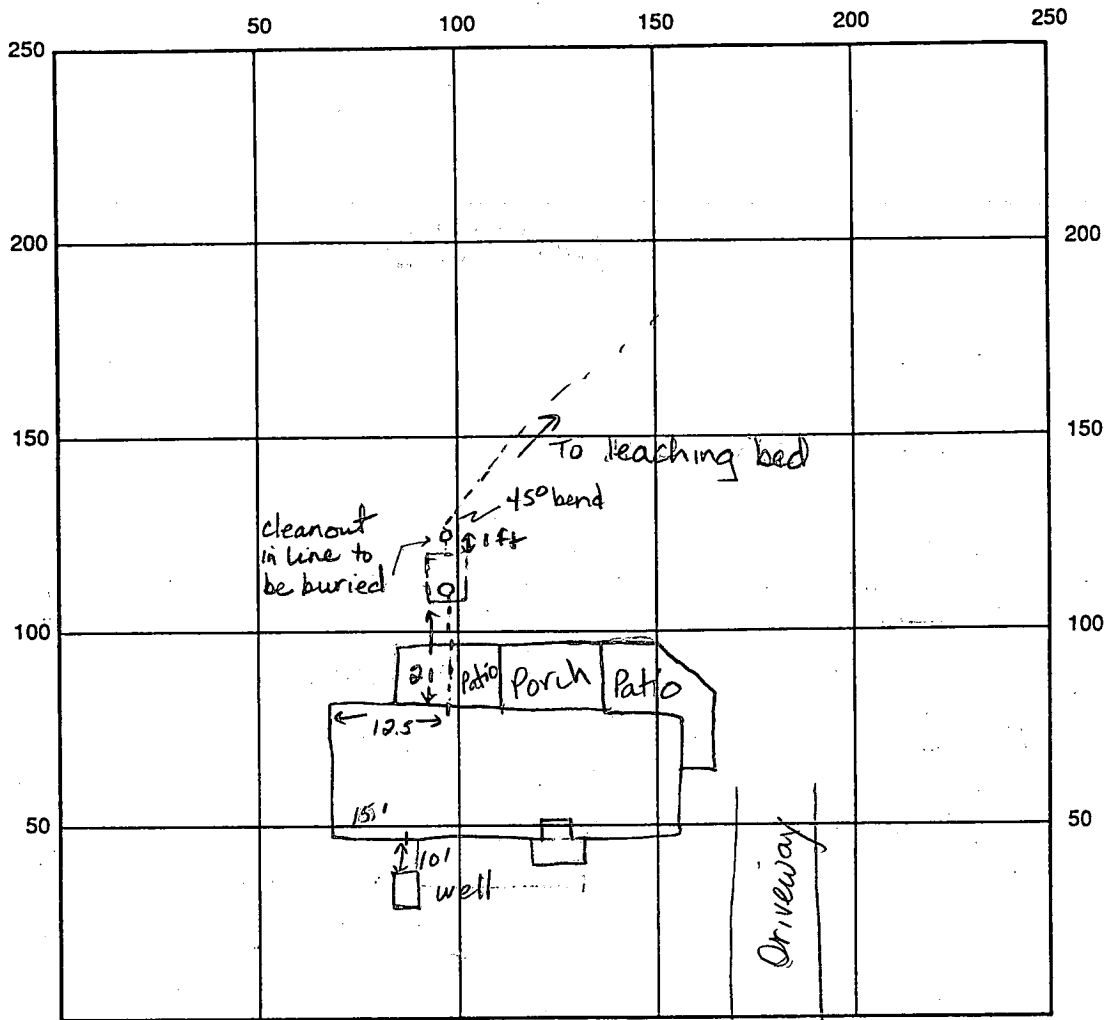 50 100 150 200 250
250
200 200
150 150
To leaching bed
45° bend
cleanout
in line to
be buried
1 ft
100 100
21
Patio Porch Patio
12.5
15'
50 50
10'
well
Driveway